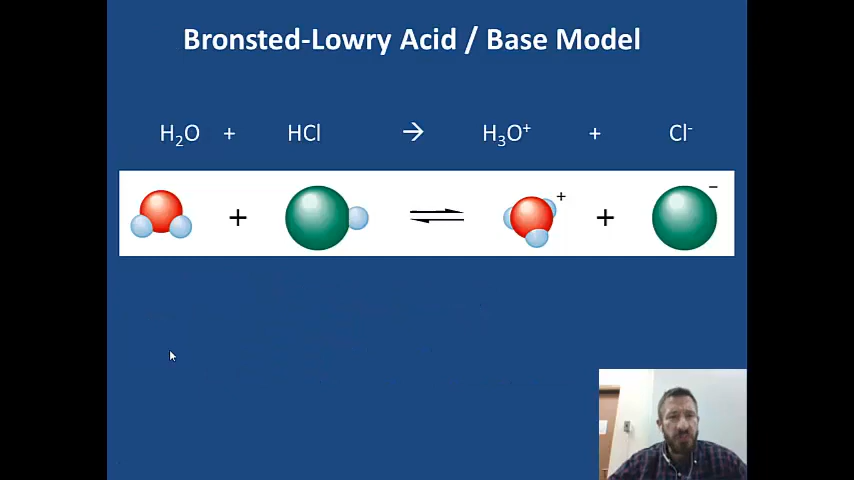 Bronsted-Lowry Acid / Base Model
H₂O + HCl → H₃O⁺ + Cl⁻
+ ⇌ + + −